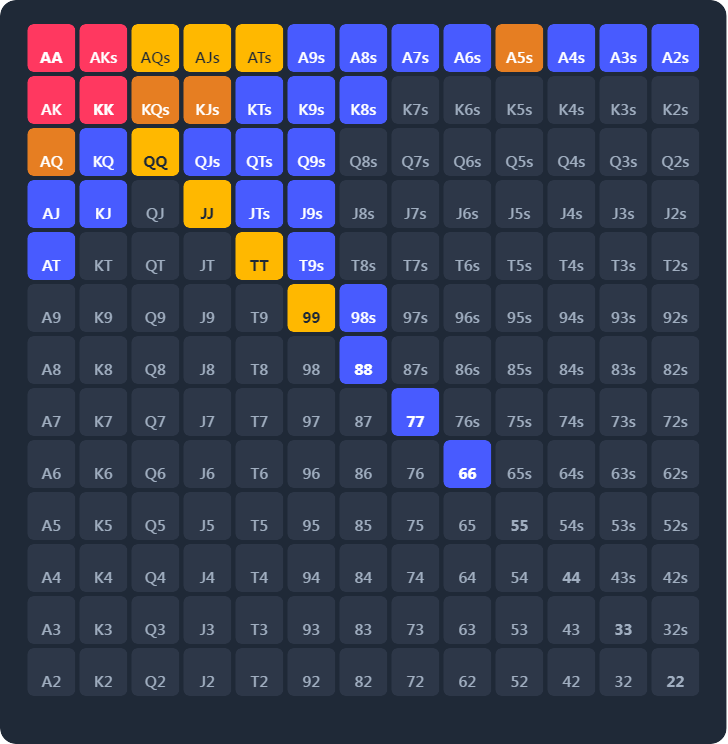 AA AKs AQs AJs ATs A9s A8s A7s A6s A5s A4s A3s A2s
AK KK KQs KJs KTs K9s K8s K7s K6s K5s K4s K3s K2s
AQ KQ QQ QJs QTs Q9s Q8s Q7s Q6s Q5s Q4s Q3s Q2s
AJ KJ QJ JJ JTs J9s J8s J7s J6s J5s J4s J3s J2s
AT KT QT JT TT T9s T8s T7s T6s T5s T4s T3s T2s
A9 K9 Q9 J9 T9 99 98s 97s 96s 95s 94s 93s 92s
A8 K8 Q8 J8 T8 98 88 87s 86s 85s 84s 83s 82s
A7 K7 Q7 J7 T7 97 87 77 76s 75s 74s 73s 72s
A6 K6 Q6 J6 T6 96 86 76 66 65s 64s 63s 62s
A5 K5 Q5 J5 T5 95 85 75 65 55 54s 53s 52s
A4 K4 Q4 J4 T4 94 84 74 64 54 44 43s 42s
A3 K3 Q3 J3 T3 93 83 73 63 53 43 33 32s
A2 K2 Q2 J2 T2 92 82 72 62 52 42 32 22